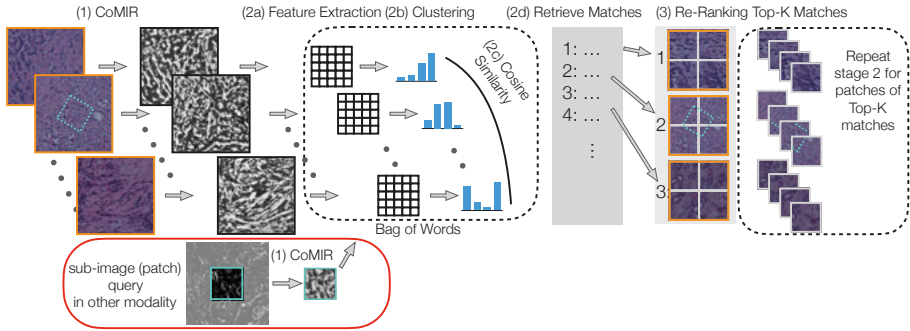 (1) CoMIR
(2a) Feature Extraction (2b) Clustering
(2d) Retrieve Matches
(3) Re-Ranking Top-K Matches
(2c) Cosine
Similarity
1: ...
2: ...
3: ...
4: ...
⋮
1
2
3
Repeat
stage 2 for
patches of
Top-K
matches
Bag of Words
sub-image (patch)
query
in other modality
(1) CoMIR